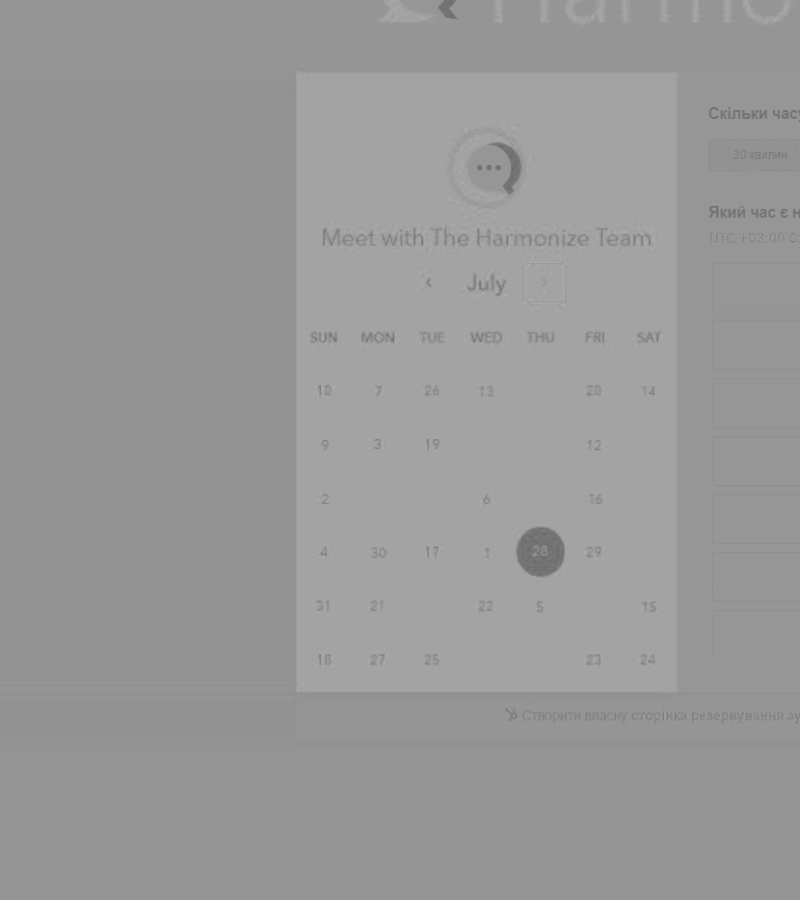 Harmo
Meet with The Harmonize Team
July
SUN MON TUE WED THU FRI SAT
10 7 26 13 20 14
9 3 19 12
2 6 16
4 30 17 1 28 29
31 21 22 5 15
18 27 25 23 24
Скільки часу
30 хвилин
Який час є
UTC +03:00
Створити власну сторінка резервування